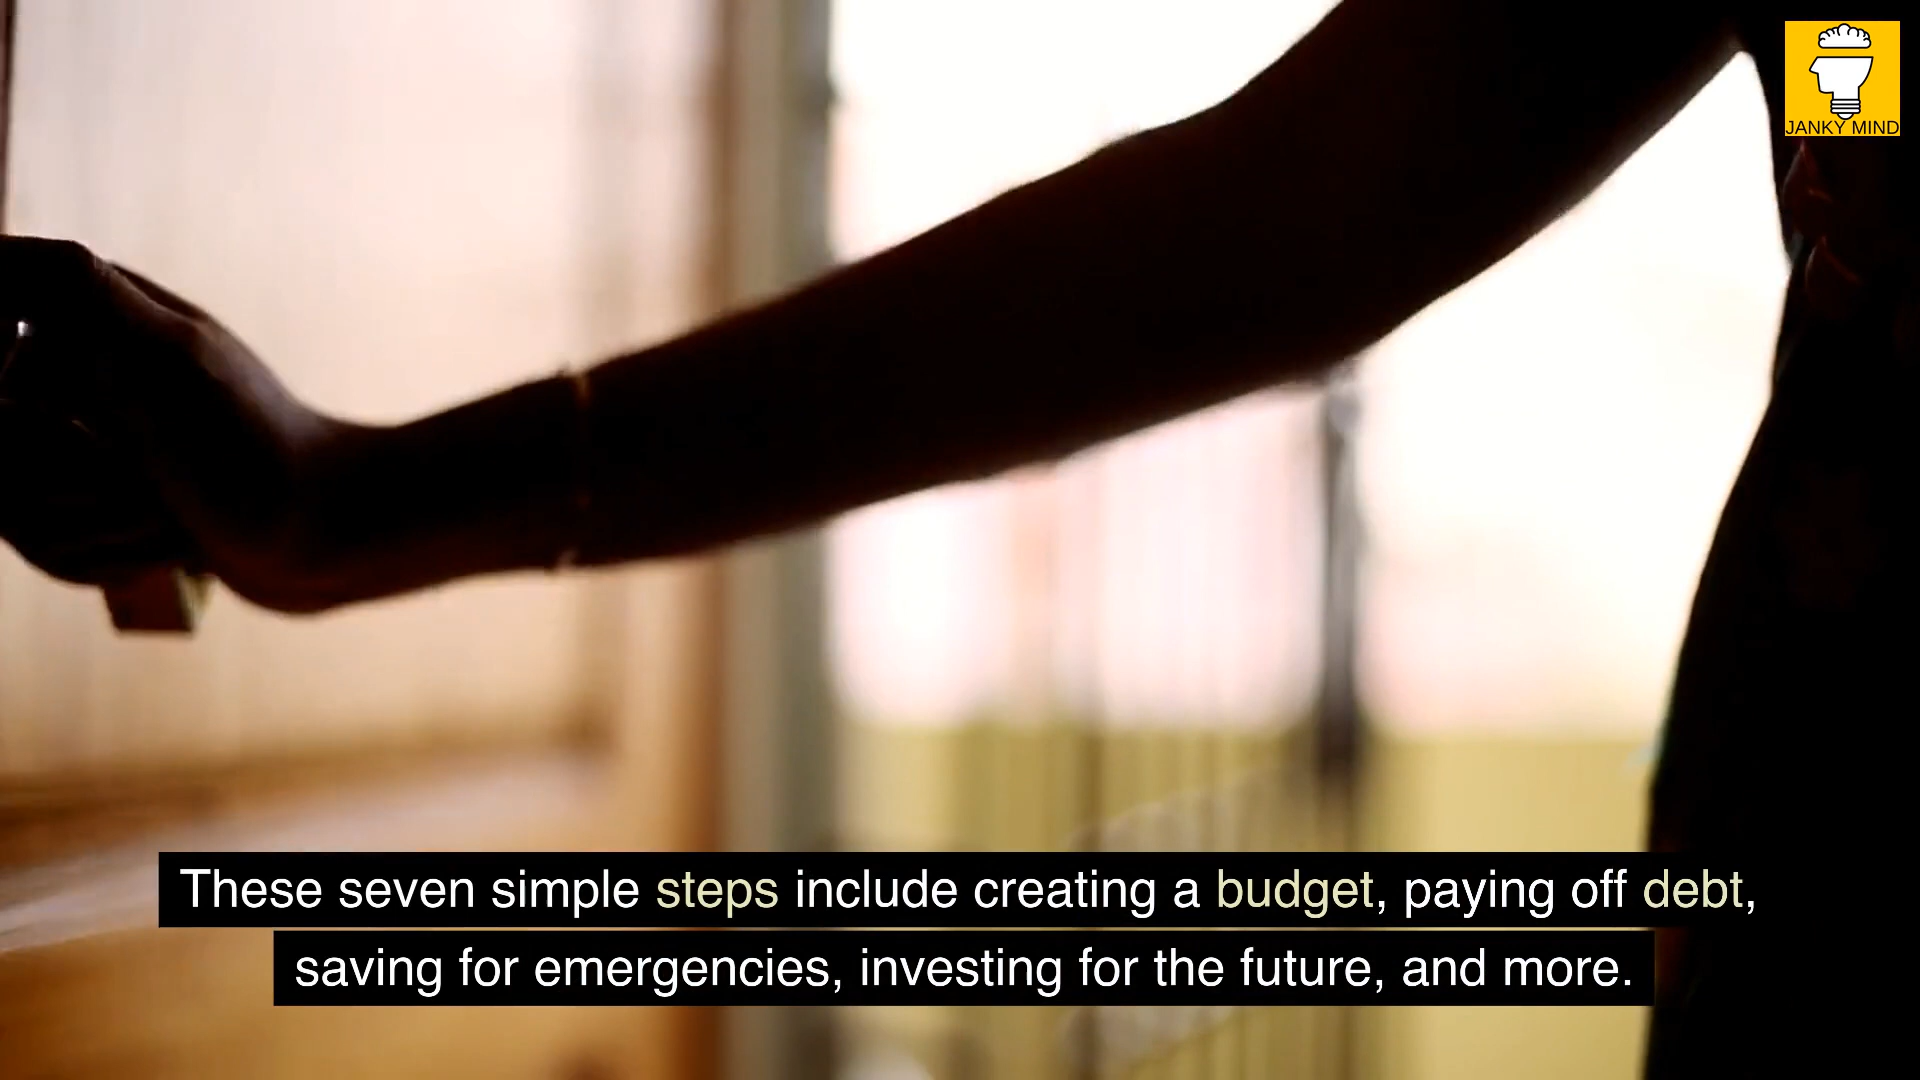 JANKY MIND
These seven simple steps include creating a budget, paying off debt,
saving for emergencies, investing for the future, and more.